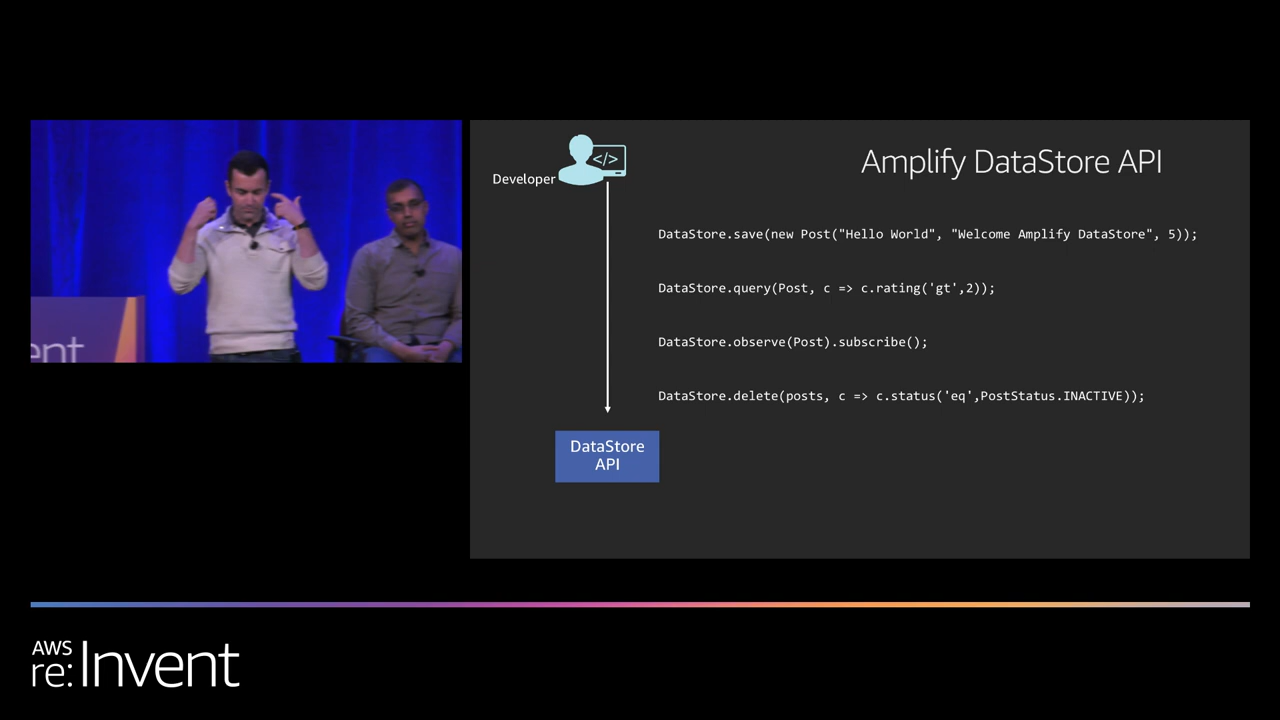 Developer
</>
Amplify DataStore API
DataStore.save(new Post("Hello World", "Welcome Amplify DataStore", 5));
DataStore.query(Post, c => c.rating('gt',2));
DataStore.observe(Post).subscribe();
DataStore.delete(posts, c => c.status('eq',PostStatus.INACTIVE));
DataStore
API
ent
AWS
re:Invent